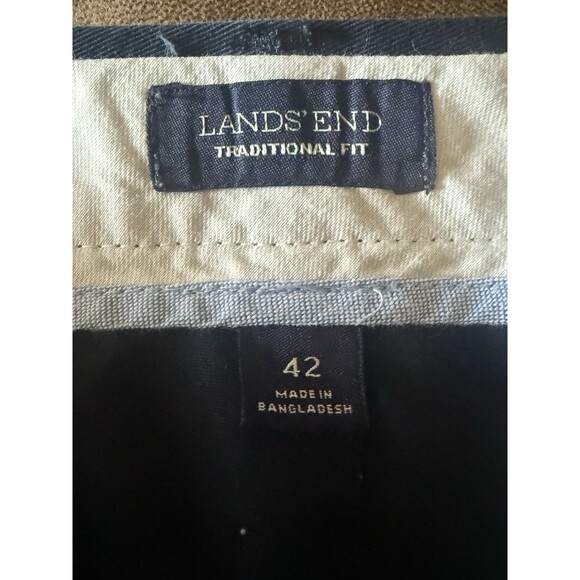 LANDS' END
TRADITIONAL FIT
42
MADE IN
BANGLADESH